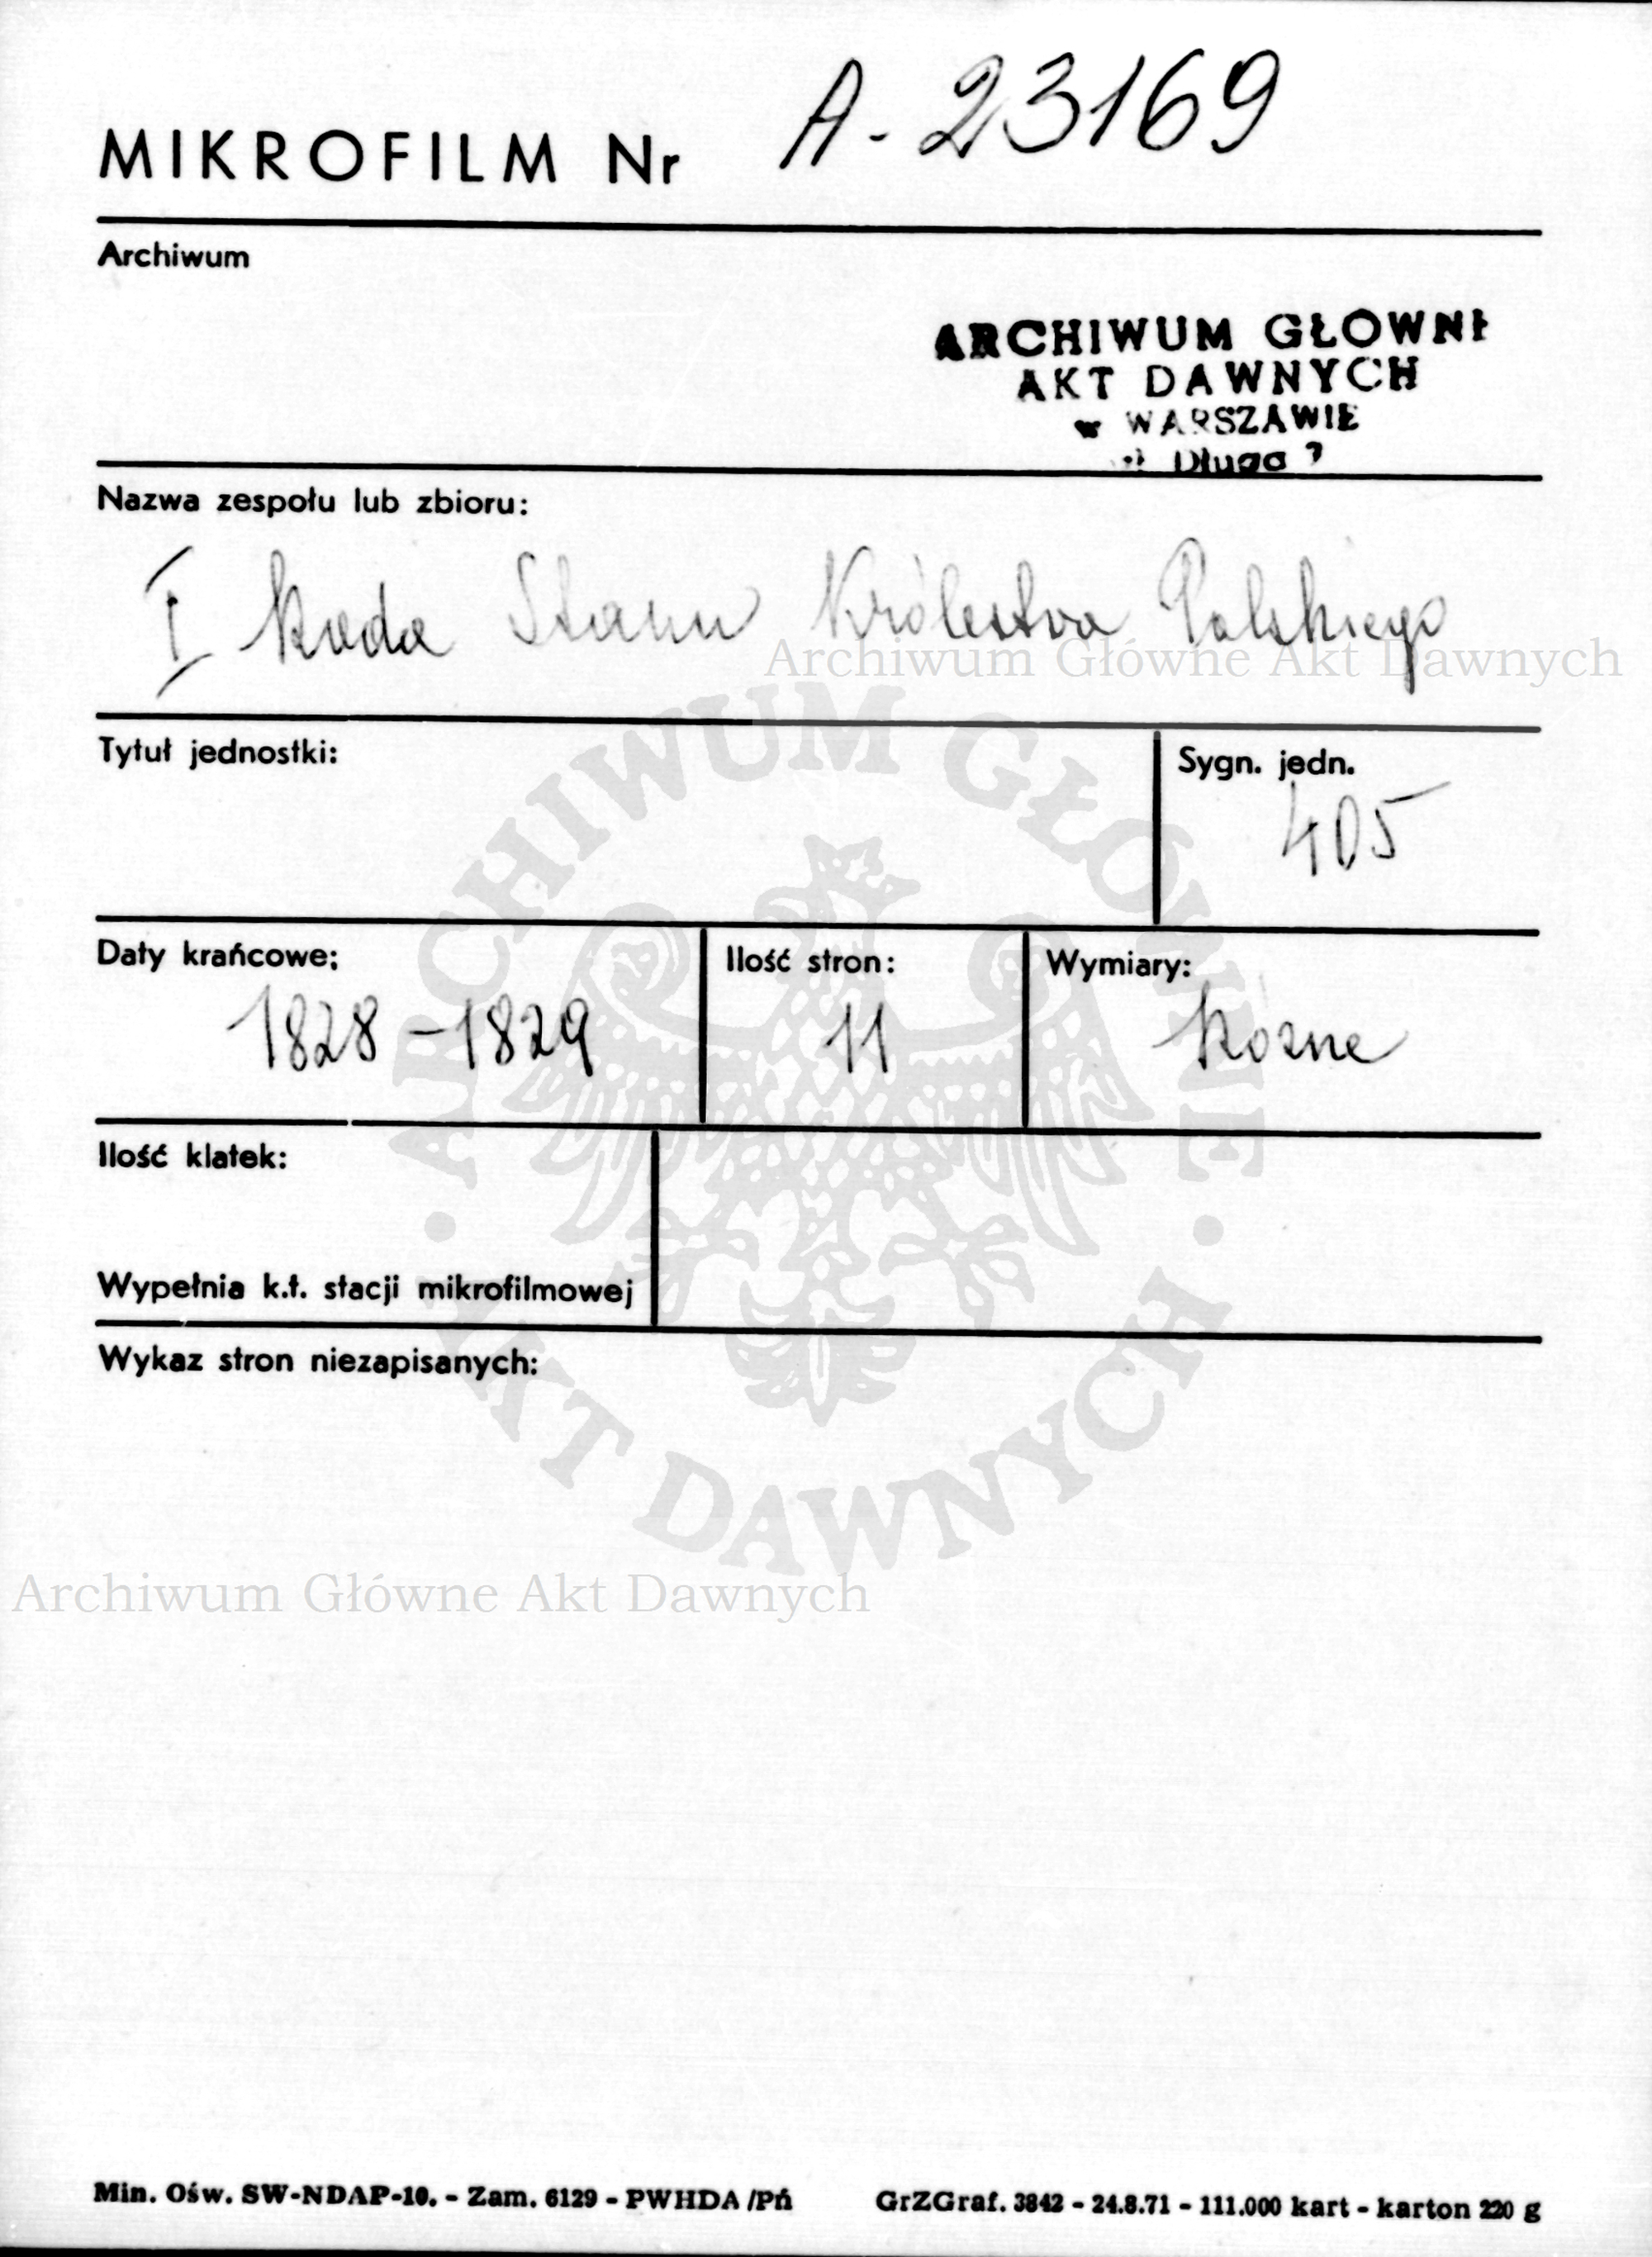 MIKROFILM Nr A-23169
Archiwum
ARCHIWUM GŁOWNE
AKT DAWNYCH
w WARSZAWIE
ul Długa 7
Nazwa zespołu lub zbioru:
I Rada Stanu Królestwa Polskiego
Archiwum Główne Akt Dawnych
Tytuł jednostki:
Sygn. jedn.
405
Daty krańcowe:
1828-1829
Ilość stron:
11
Wymiary:
Rózne
Ilość klatek:
Wypełnia k.t. stacji mikrofilmowej
Wykaz stron niezapisanych:
ARCHIWUM GŁÓWNE
· AKT DAWNYCH ·
Archiwum Główne Akt Dawnych
Min. Ośw. SW-NDAP-10. - Zam. 6129 - PWHDA /Pń
GrZGraf. 3842 - 24.8.71 - 111.000 kart - karton 220 g